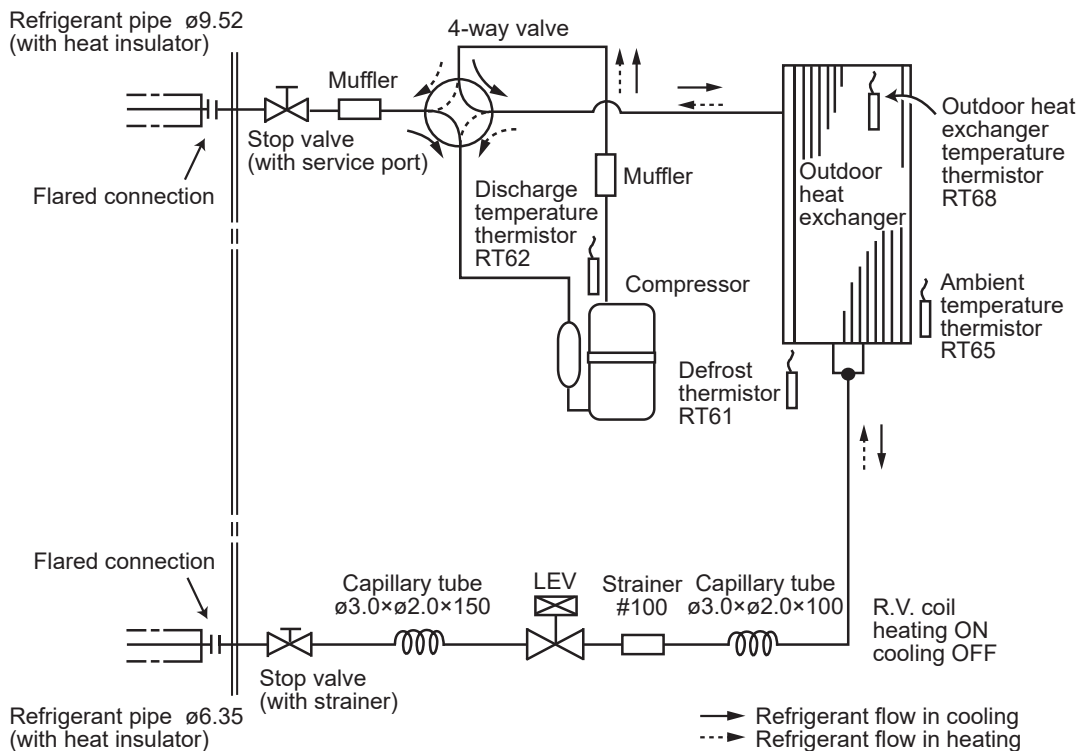 Refrigerant pipe ø9.52
(with heat insulator)
4-way valve
Muffler
Stop valve
(with service port)
Flared connection
Discharge
temperature
thermistor
RT62
Muffler
Compressor
Outdoor
heat
exchanger
Outdoor heat
exchanger
temperature
thermistor
RT68
Ambient
temperature
thermistor
RT65
Defrost
thermistor
RT61
Flared connection
Capillary tube
ø3.0×ø2.0×150
LEV
Strainer
#100
Capillary tube
ø3.0×ø2.0×100
R.V. coil
heating ON
cooling OFF
Stop valve
(with strainer)
Refrigerant pipe ø6.35
(with heat insulator)
Refrigerant flow in cooling
Refrigerant flow in heating